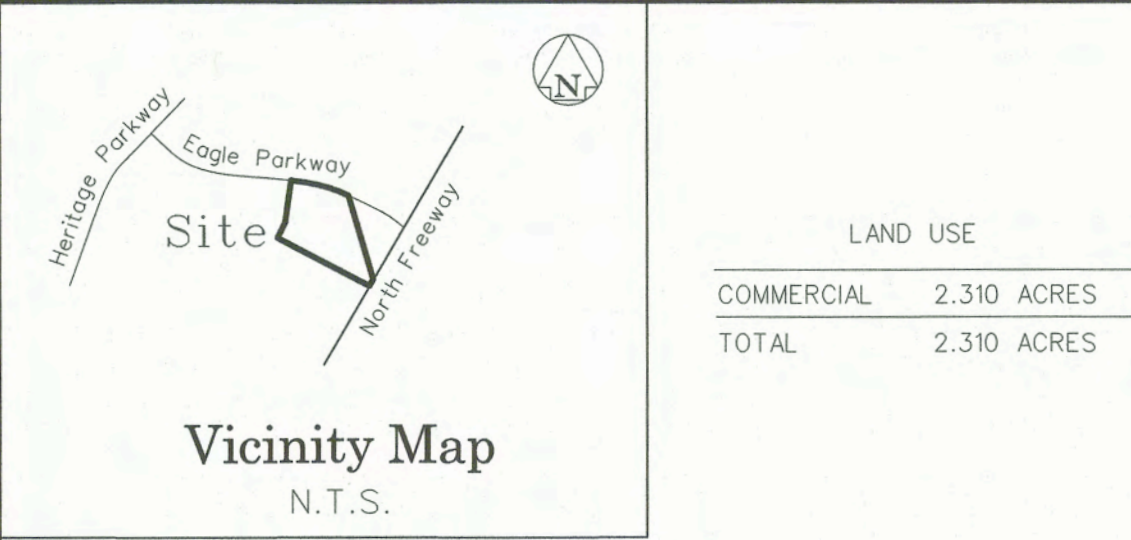 N
Heritage Parkway
Eagle Parkway
Site
North Freeway
Vicinity Map
N.T.S.
LAND USE
COMMERCIAL 2.310 ACRES
TOTAL 2.310 ACRES